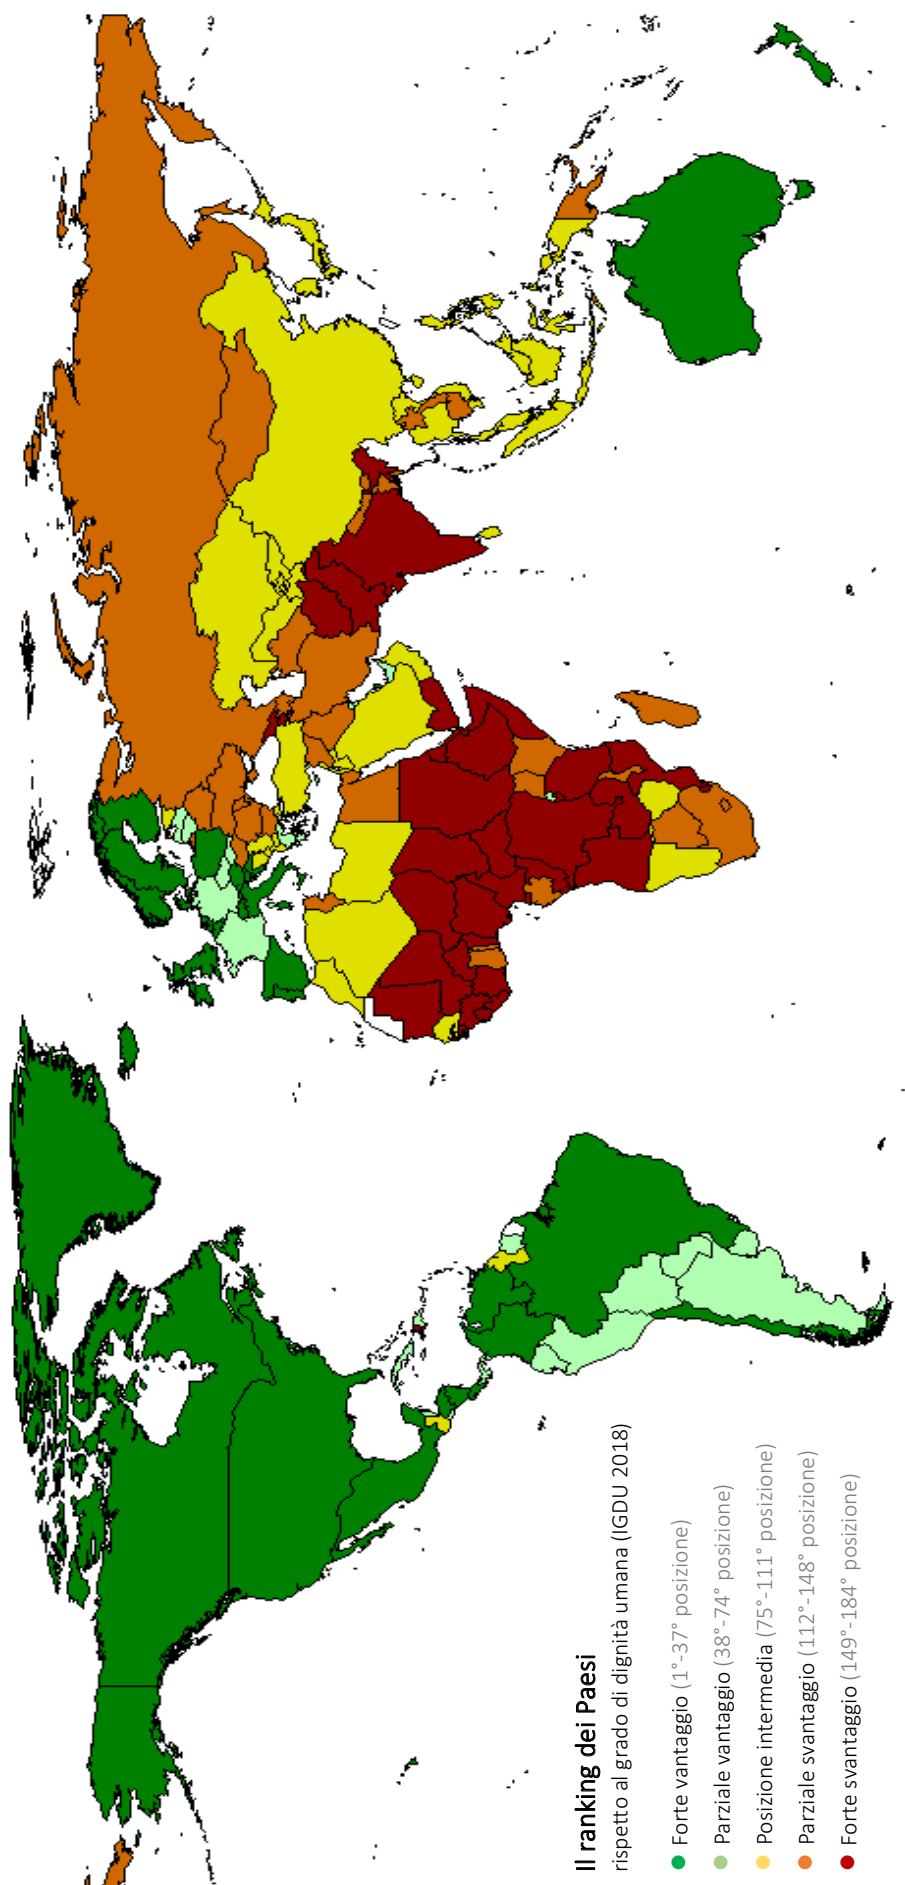 Il ranking dei Paesi
rispetto al grado di dignità umana (IGDU 2018)
Forte vantaggio (1°-37° posizione)
Parziale vantaggio (38°-74° posizione)
Posizione intermedia (75°-111° posizione)
Parziale svantaggio (112°-148° posizione)
Forte svantaggio (149°-184° posizione)